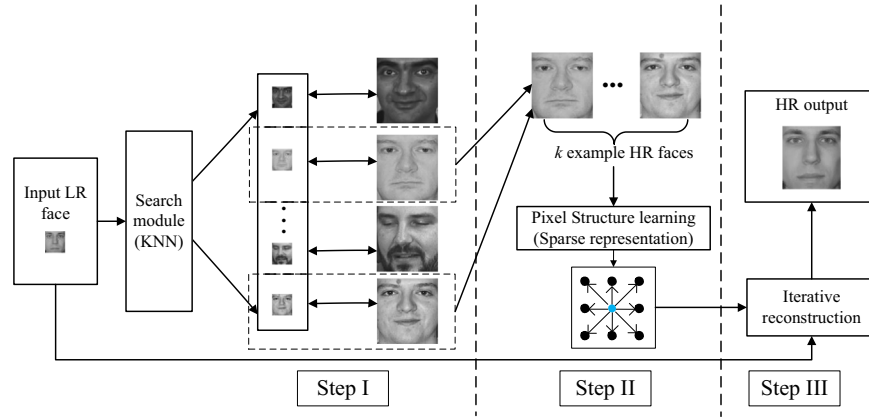 Input LR
face
Search
module
(KNN)
k example HR faces
Pixel Structure learning
(Sparse representation)
HR output
Iterative
reconstruction
Step I
Step II
Step III